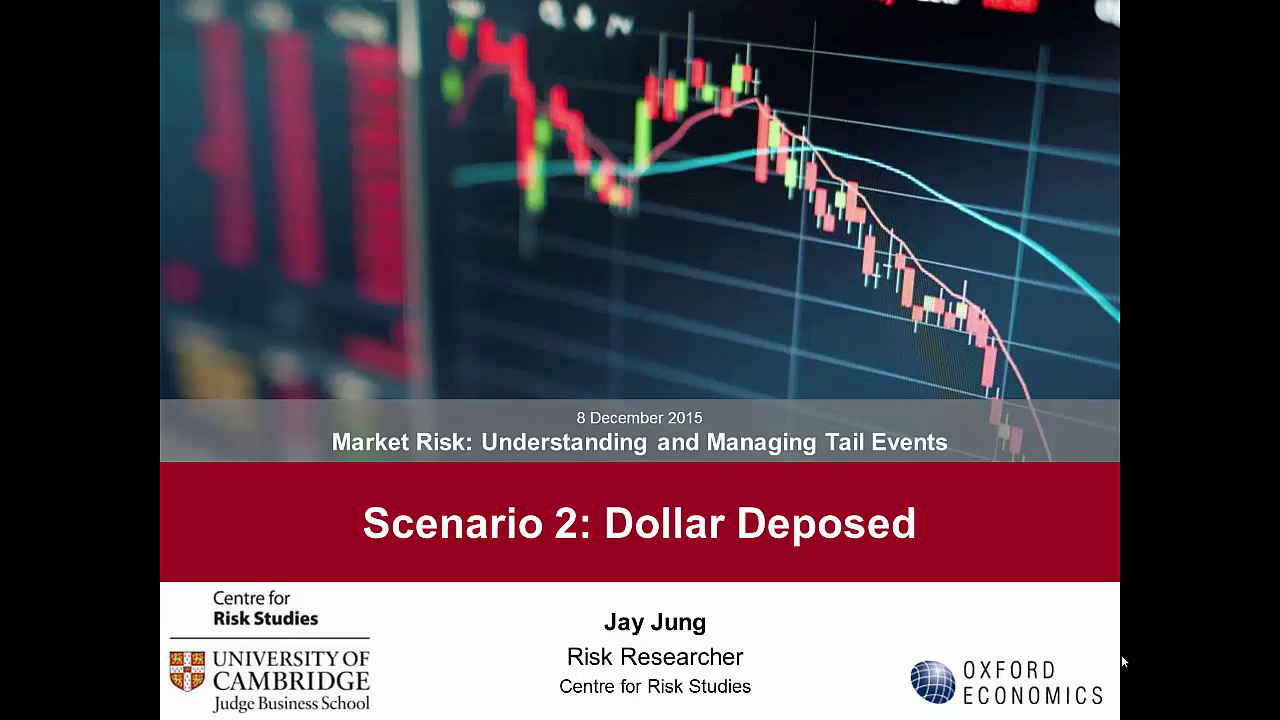 8 December 2015
Market Risk: Understanding and Managing Tail Events
Scenario 2: Dollar Deposed
Centre for
Risk Studies
UNIVERSITY OF
CAMBRIDGE
Judge Business School
Jay Jung
Risk Researcher
Centre for Risk Studies
OXFORD
ECONOMICS